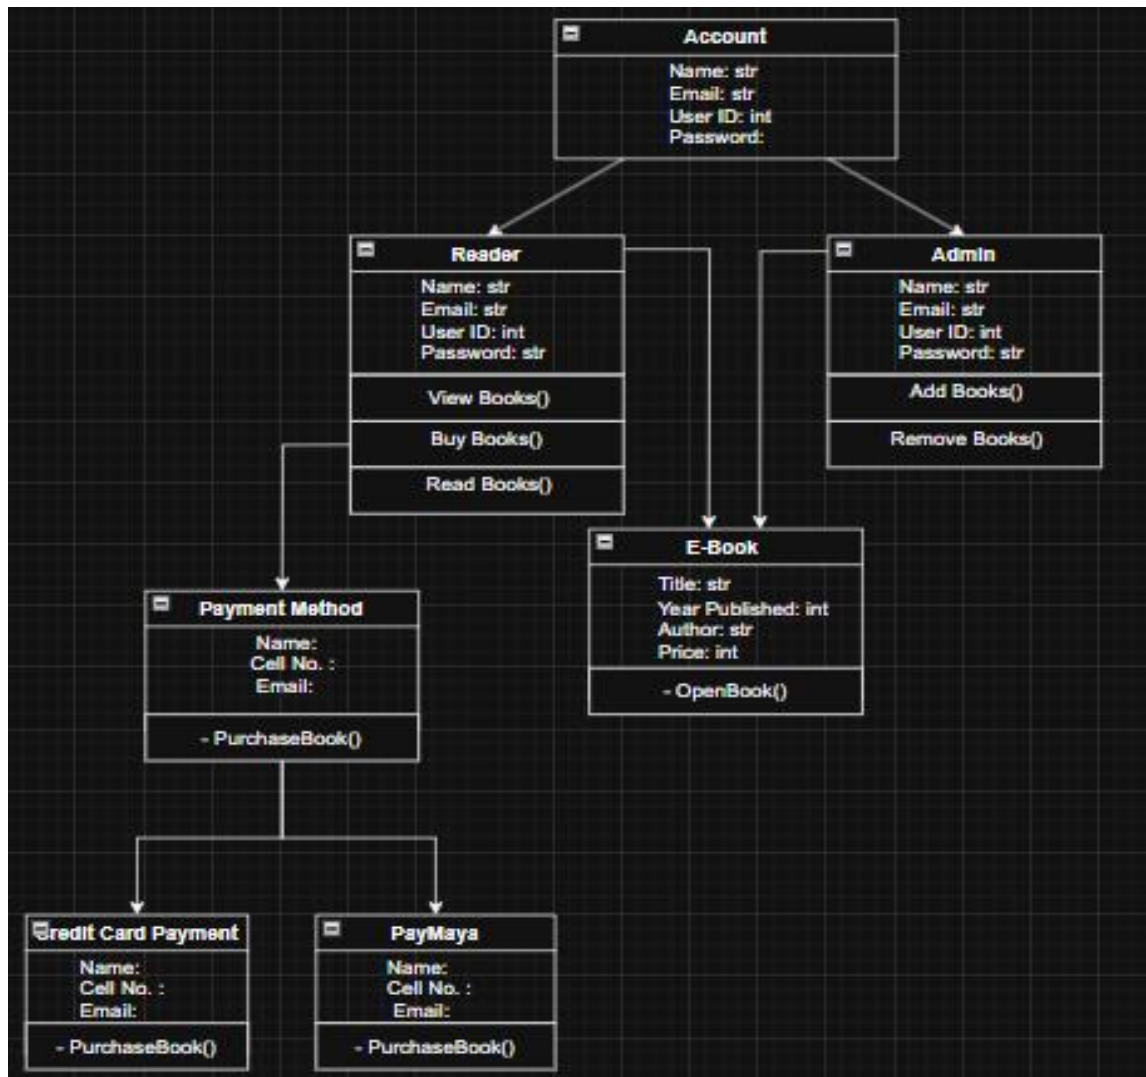 Account
Name: str
Email: str
User ID: int
Password:
Reader
Name: str
Email: str
User ID: int
Password: str
View Books()
Buy Books()
Read Books()
Admin
Name: str
Email: str
User ID: int
Password: str
Add Books()
Remove Books()
E-Book
Title: str
Year Published: int
Author: str
Price: int
- OpenBook()
Payment Method
Name:
Cell No. :
Email:
- PurchaseBook()
Credit Card Payment
Name:
Cell No. :
Email:
- PurchaseBook()
PayMaya
Name:
Cell No. :
Email:
- PurchaseBook()